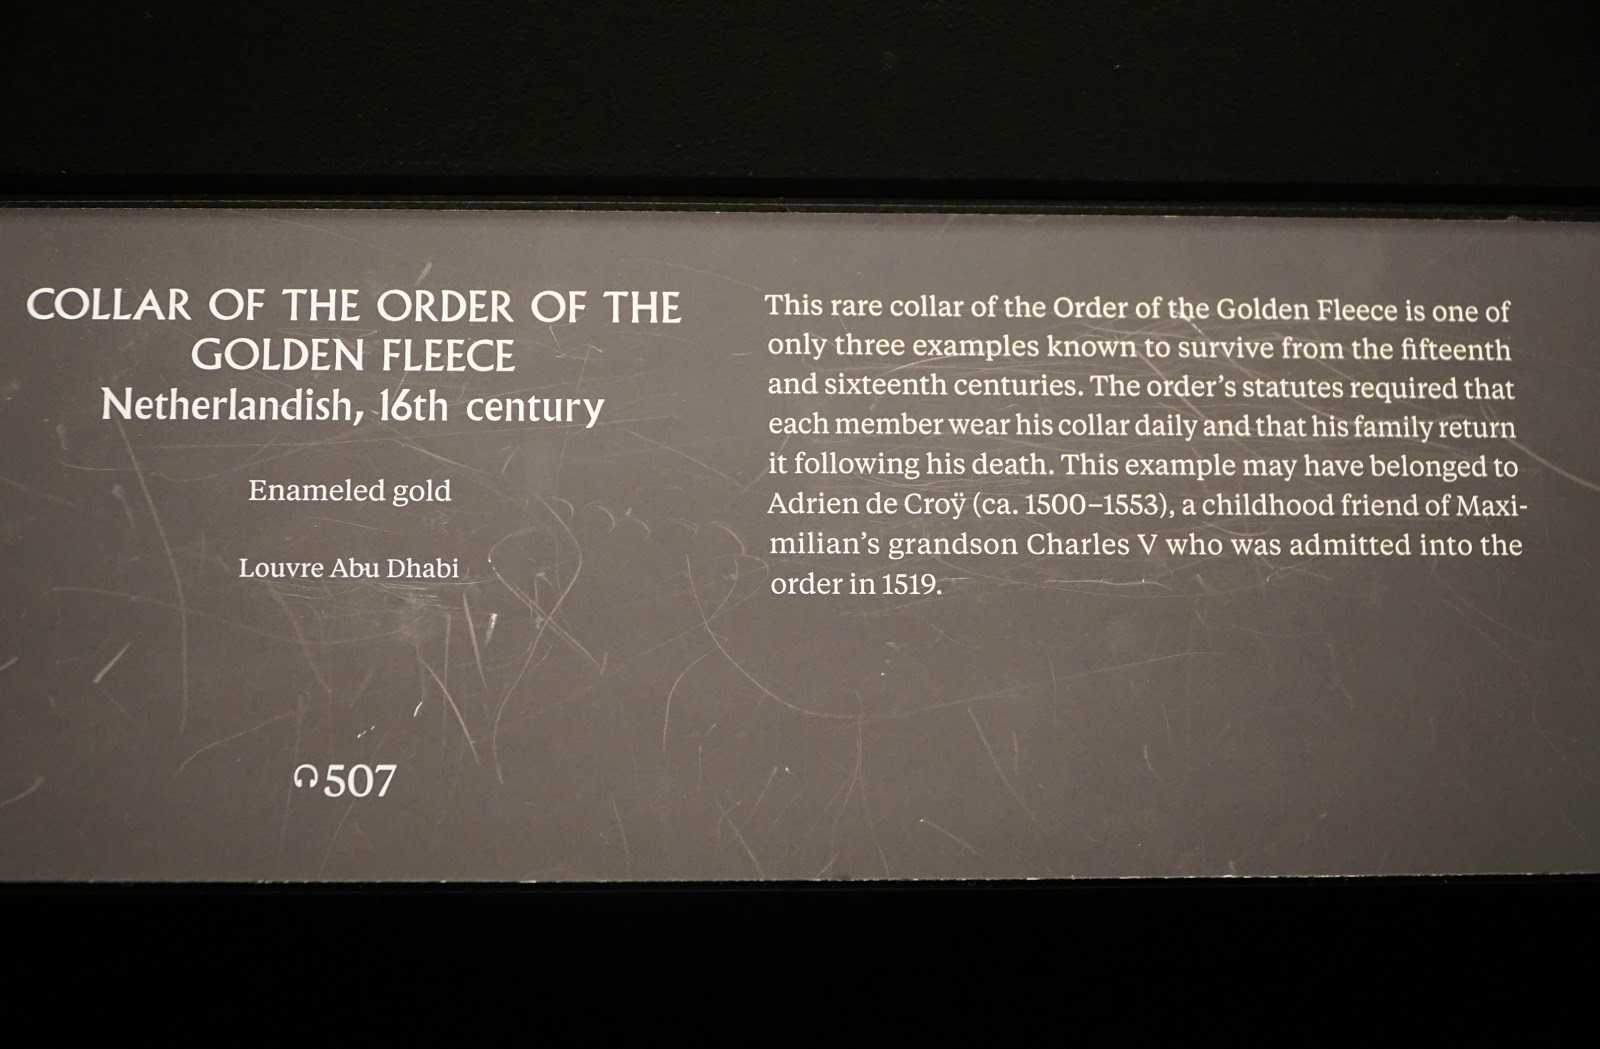 COLLAR OF THE ORDER OF THE
GOLDEN FLEECE
Netherlandish, 16th century
Enameled gold
Louvre Abu Dhabi
507
This rare collar of the Order of the Golden Fleece is one of
only three examples known to survive from the fifteenth
and sixteenth centuries. The order’s statutes required that
each member wear his collar daily and that his family return
it following his death. This example may have belonged to
Adrien de Croÿ (ca. 1500–1553), a childhood friend of Maxi-
milian’s grandson Charles V who was admitted into the
order in 1519.